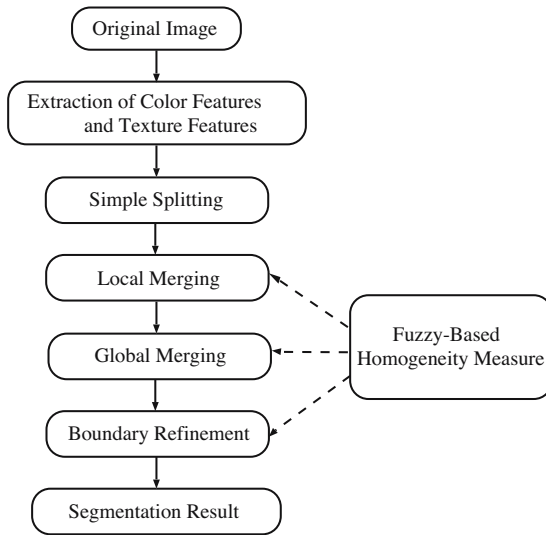 Original Image
Extraction of Color Features
and Texture Features
Simple Splitting
Local Merging
Global Merging
Fuzzy-Based
Homogeneity Measure
Boundary Refinement
Segmentation Result